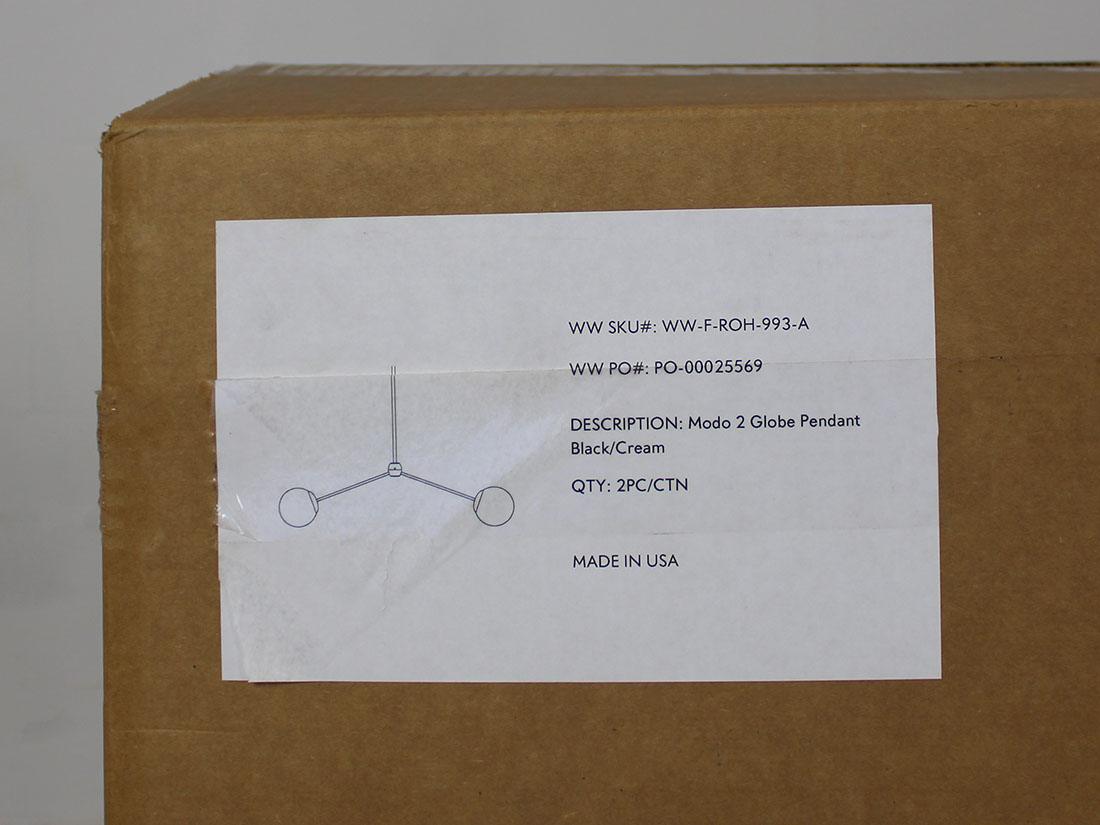 WW SKU#: WW-F-ROH-993-A
WW PO#: PO-00025569
DESCRIPTION: Modo 2 Globe Pendant
Black/Cream
QTY: 2PC/CTN
MADE IN USA